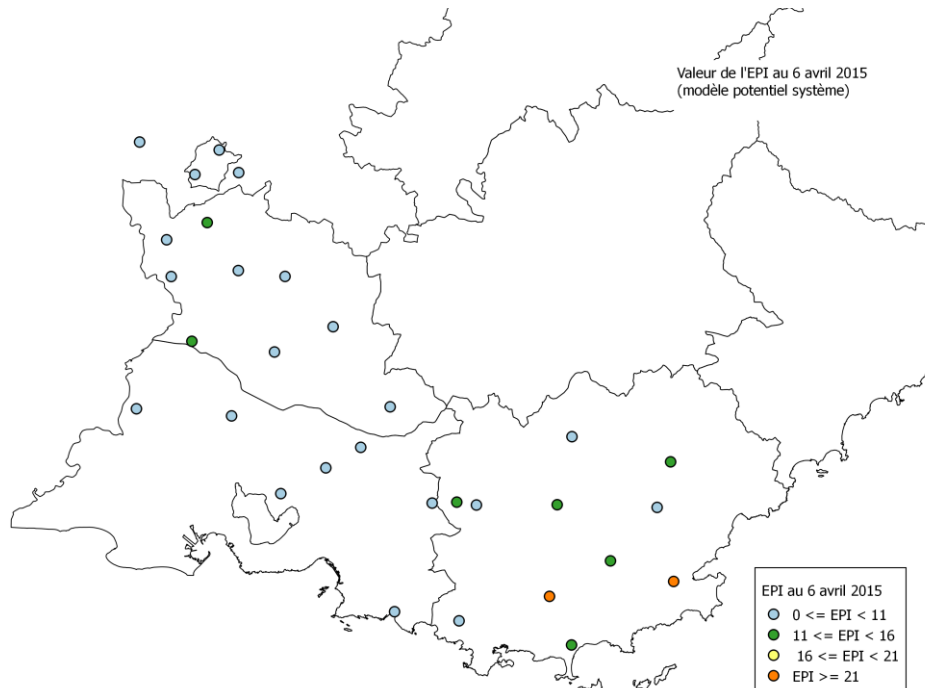 Valeur de l'EPI au 6 avril 2015
(modèle potentiel système)
EPI au 6 avril 2015
0 <= EPI < 11
11 <= EPI < 16
16 <= EPI < 21
EPI >= 21